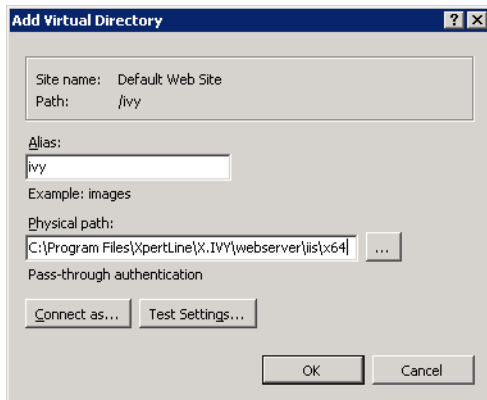 Add Virtual Directory
Site name: Default Web Site
Path: /ivy
Alias:
ivy
Example: images
Physical path:
C:\Program Files\XpertLine\X.IVY\webserver\iis\x64
...
Pass-through authentication
Connect as... Test Settings...
OK Cancel